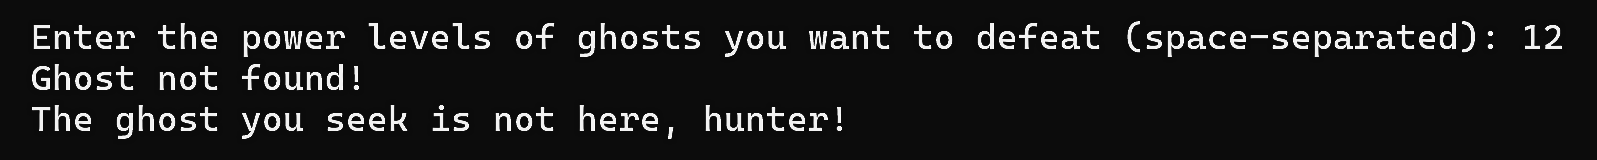 Enter the power levels of ghosts you want to defeat (space-separated): 12
Ghost not found!
The ghost you seek is not here, hunter!